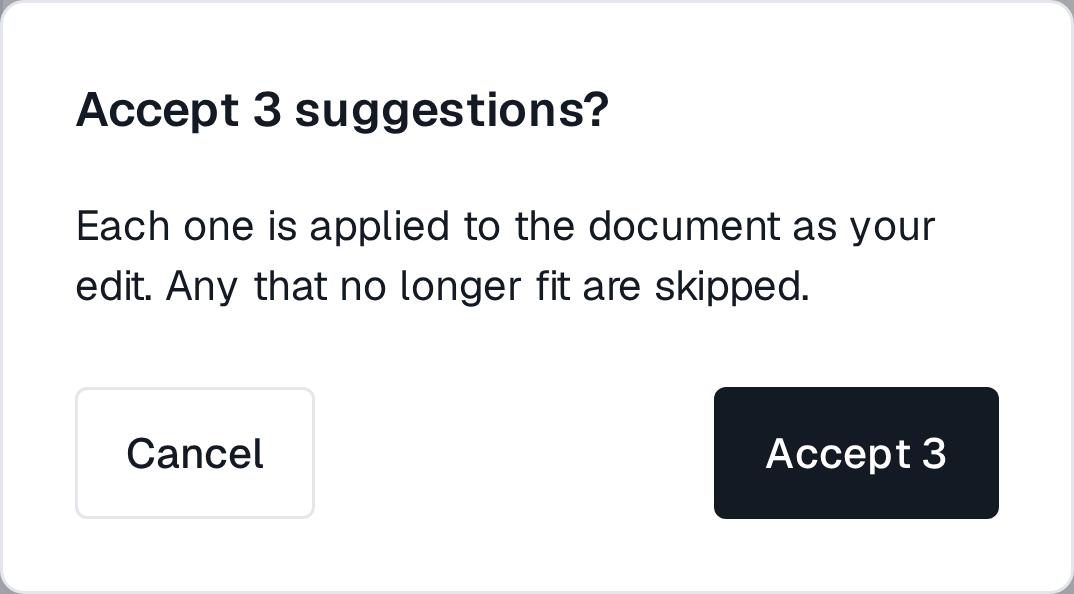 Accept 3 suggestions?
Each one is applied to the document as your
edit. Any that no longer fit are skipped.
Cancel
Accept 3